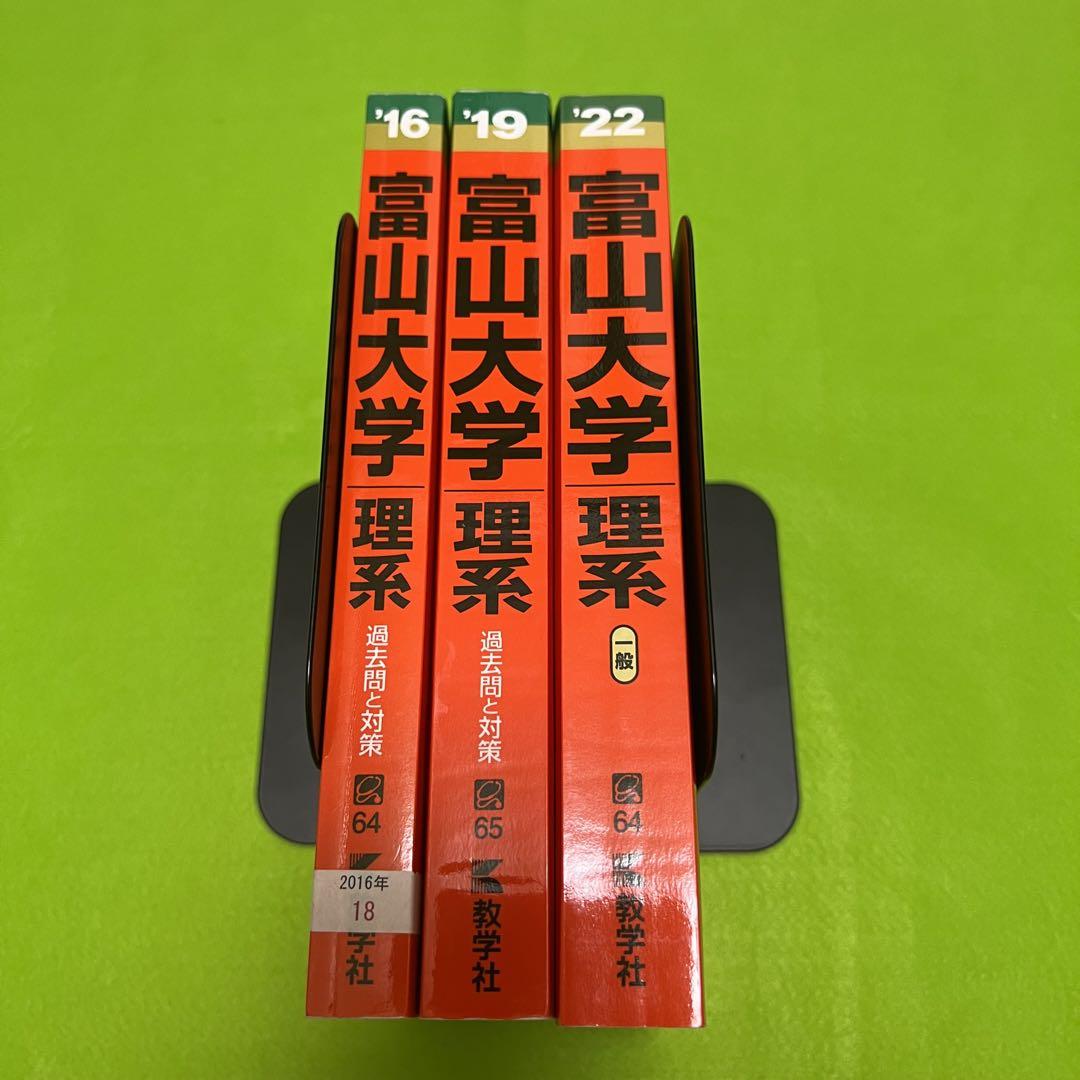 '16
富山大学
理系
過去問と対策
64
2016年
18
学社
'19
富山大学
理系
過去問と対策
65
教学社
'22
富山大学
理系
一般
64
教学社